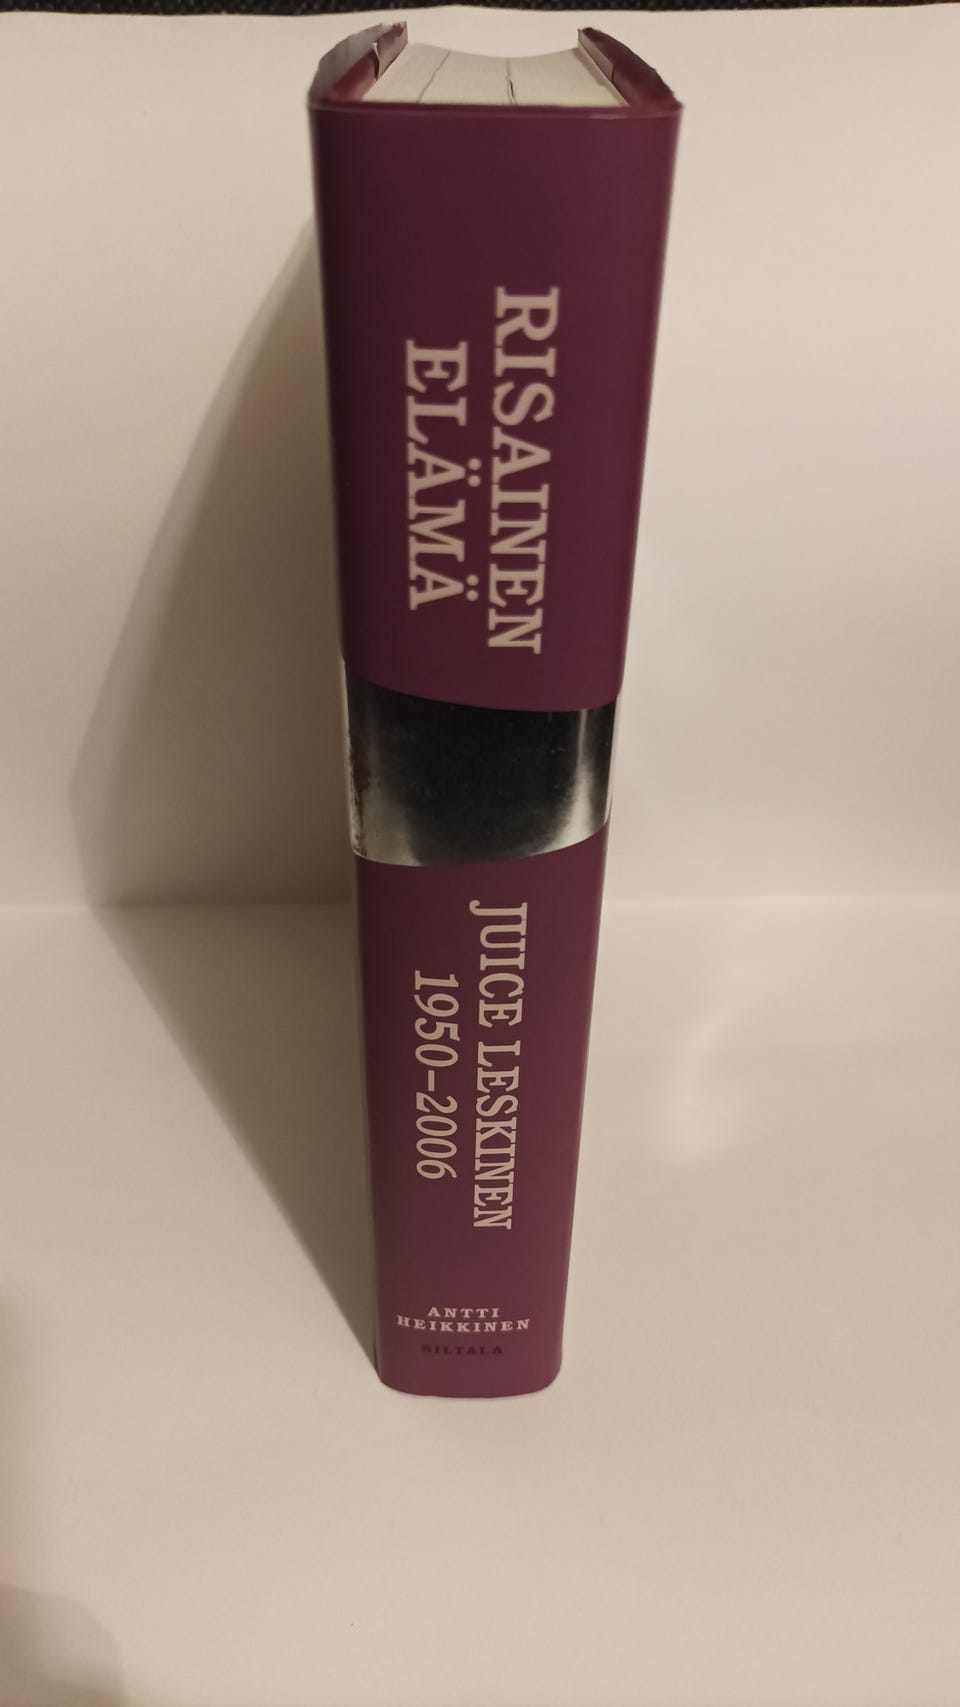 RISAINEN
ELÄMÄ
JUICE LESKINEN
1950–2006
ANTTI
HEIKKINEN
SILTALA